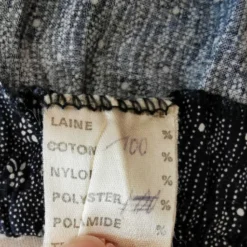 LAINE %
COTON 100 %
NYLON %
POLYESTER %
POLYAMIDE %